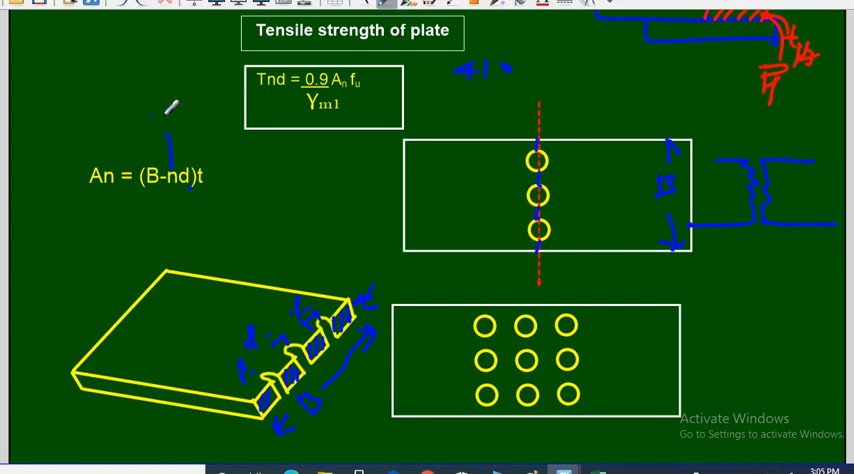 Tensile strength of plate
Tnd = 0.9 An fu
γm1
An = (B-nd)t
B
t
d
B
Activate Windows
Go to Settings to activate Windows.
3:05 PM